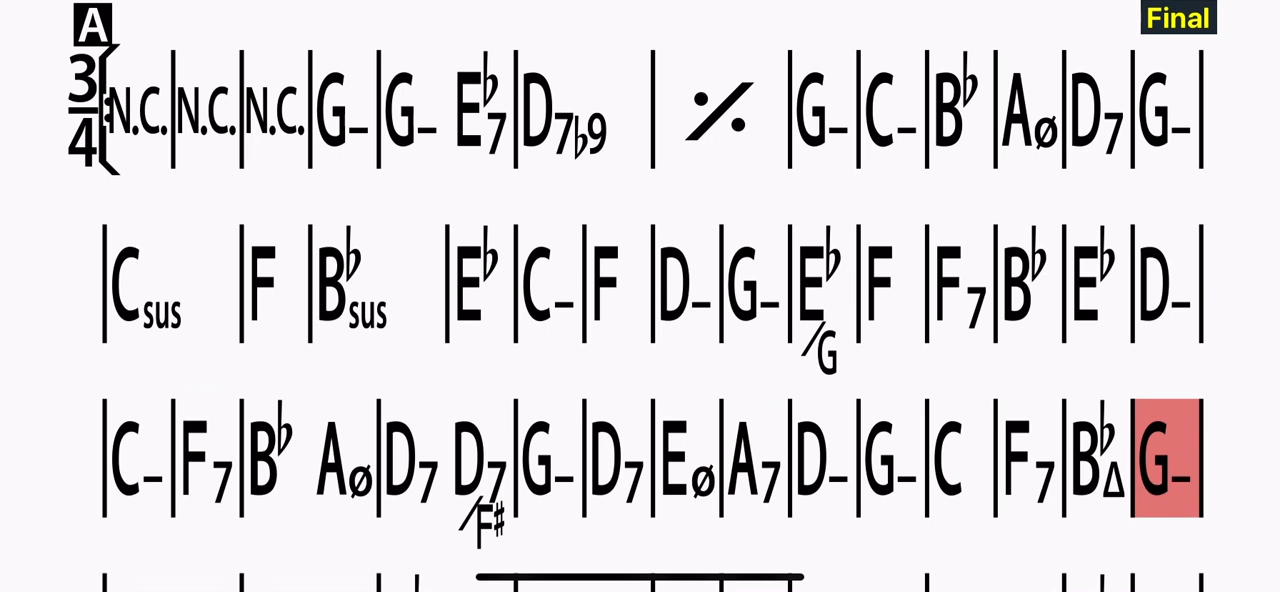 A Final
3/4 N.C. N.C. N.C. G– G– E♭7 D7♭9 𝄎 G– C– B♭ Aø D7 G–
Csus F B♭sus E♭ C– F D– G– E♭/G F F7 B♭ E♭ D–
C– F7 B♭ Aø D7 D7/F♯ G– D7 Eø A7 D– G– C F7 B♭Δ G–